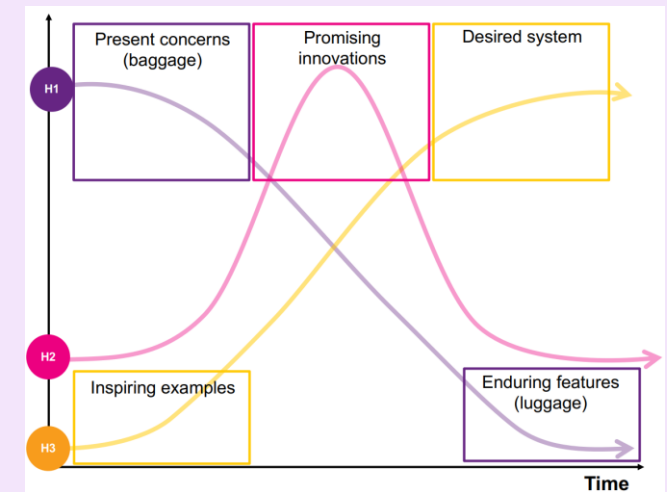 Present concerns
(baggage)
Promising
innovations
Desired system
H1
H2
Inspiring examples
Enduring features
(luggage)
H3
Time